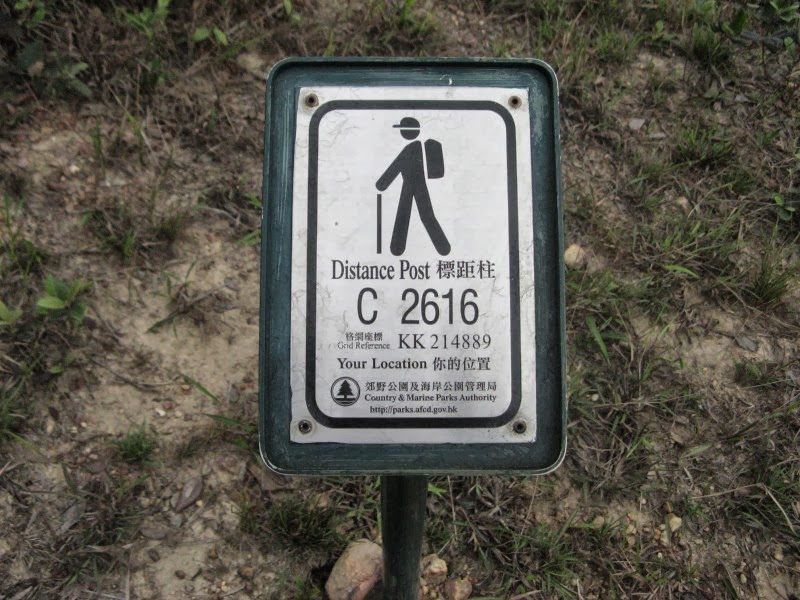 Distance Post 標距柱
C 2616
格網座標
Grid Reference KK 214889
Your Location 你的位置
郊野公園及海岸公園管理局
Country & Marine Parks Authority
http://parks.afcd.gov.hk